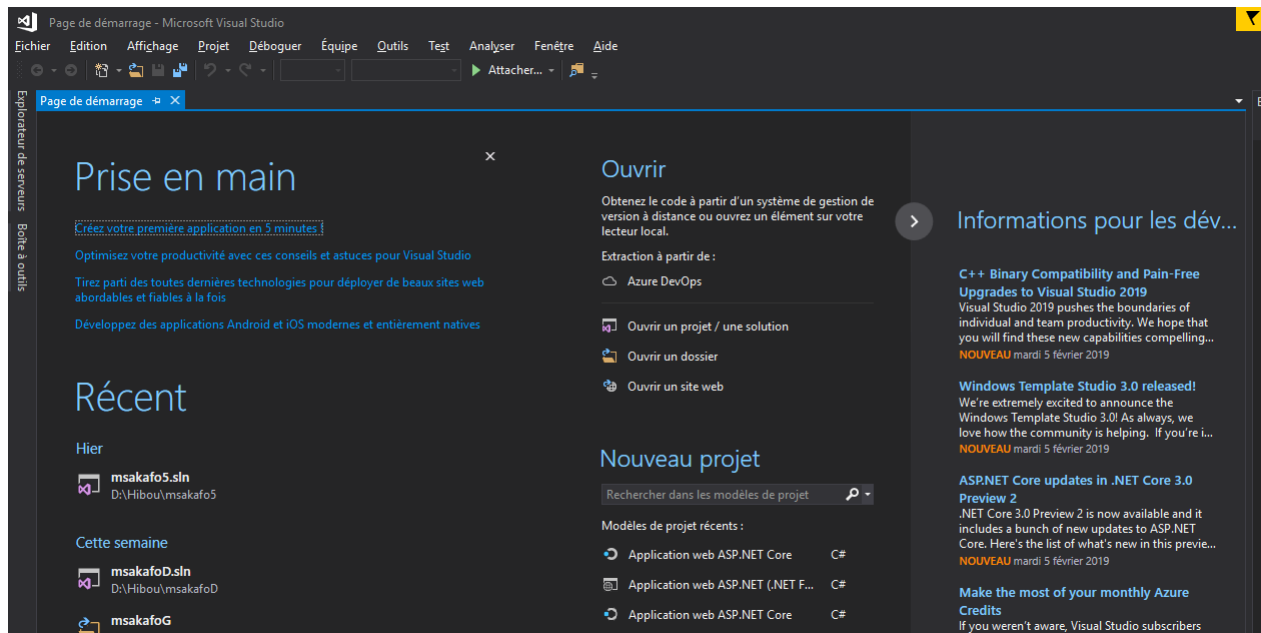 Page de démarrage - Microsoft Visual Studio
Fichier Edition Affichage Projet Déboguer Équipe Outils Test Analyser Fenêtre Aide
Attacher...
Explorateur de serveurs
Boîte à outils
Page de démarrage
Prise en main
Créez votre première application en 5 minutes !
Optimisez votre productivité avec ces conseils et astuces pour Visual Studio
Tirez parti des toutes dernières technologies pour déployer de beaux sites web
abordables et fiables à la fois
Développez des applications Android et iOS modernes et entièrement natives
Récent
Hier
msakafo5.sln
D:\Hibou\msakafo5
Cette semaine
msakafoD.sln
D:\Hibou\msakafoD
msakafoG
Ouvrir
Obtenez le code à partir d'un système de gestion de
version à distance ou ouvrez un élément sur votre
lecteur local.
Extraction à partir de :
Azure DevOps
Ouvrir un projet / une solution
Ouvrir un dossier
Ouvrir un site web
Nouveau projet
Rechercher dans les modèles de projet
Modèles de projet récents :
Application web ASP.NET Core C#
Application web ASP.NET (.NET F... C#
Application web ASP.NET Core C#
Informations pour les dév...
C++ Binary Compatibility and Pain-Free
Upgrades to Visual Studio 2019
Visual Studio 2019 pushes the boundaries of
individual and team productivity. We hope that
you will find these new capabilities compelling...
NOUVEAU mardi 5 février 2019
Windows Template Studio 3.0 released!
We're extremely excited to announce the
Windows Template Studio 3.0! As always, we
love how the community is helping. If you're i...
NOUVEAU mardi 5 février 2019
ASP.NET Core updates in .NET Core 3.0
Preview 2
.NET Core 3.0 Preview 2 is now available and it
includes a bunch of new updates to ASP.NET
Core. Here's the list of what's new in this previe...
NOUVEAU mardi 5 février 2019
Make the most of your monthly Azure
Credits
If you weren't aware, Visual Studio subscribers